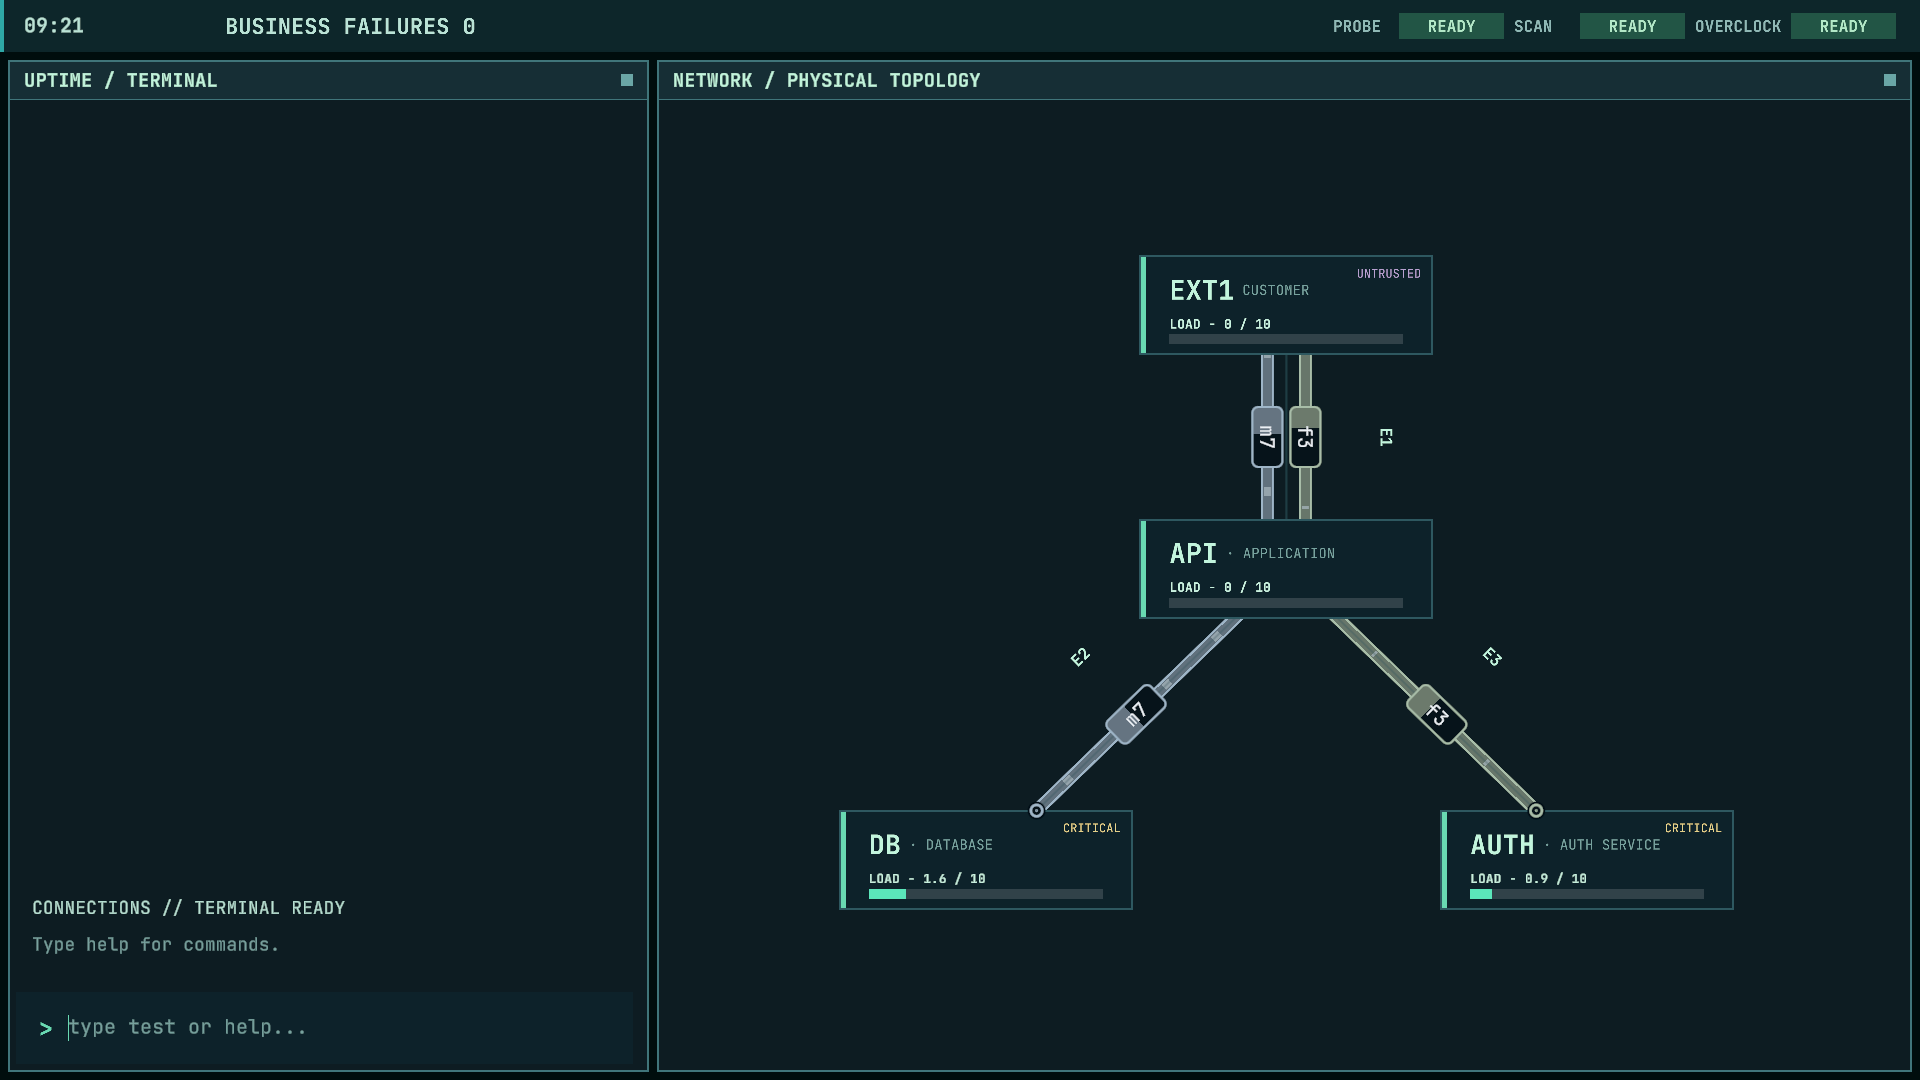 09:21
BUSINESS FAILURES 0
PROBE READY SCAN READY OVERCLOCK READY
UPTIME / TERMINAL
NETWORK / PHYSICAL TOPOLOGY
EXT1 CUSTOMER
UNTRUSTED
LOAD - 0 / 10
m7
f3
E1
API · APPLICATION
LOAD - 0 / 10
E2
E3
m7
f3
DB · DATABASE
CRITICAL
LOAD - 1.6 / 10
AUTH · AUTH SERVICE
CRITICAL
LOAD - 0.9 / 10
CONNECTIONS // TERMINAL READY
Type help for commands.
> type test or help...